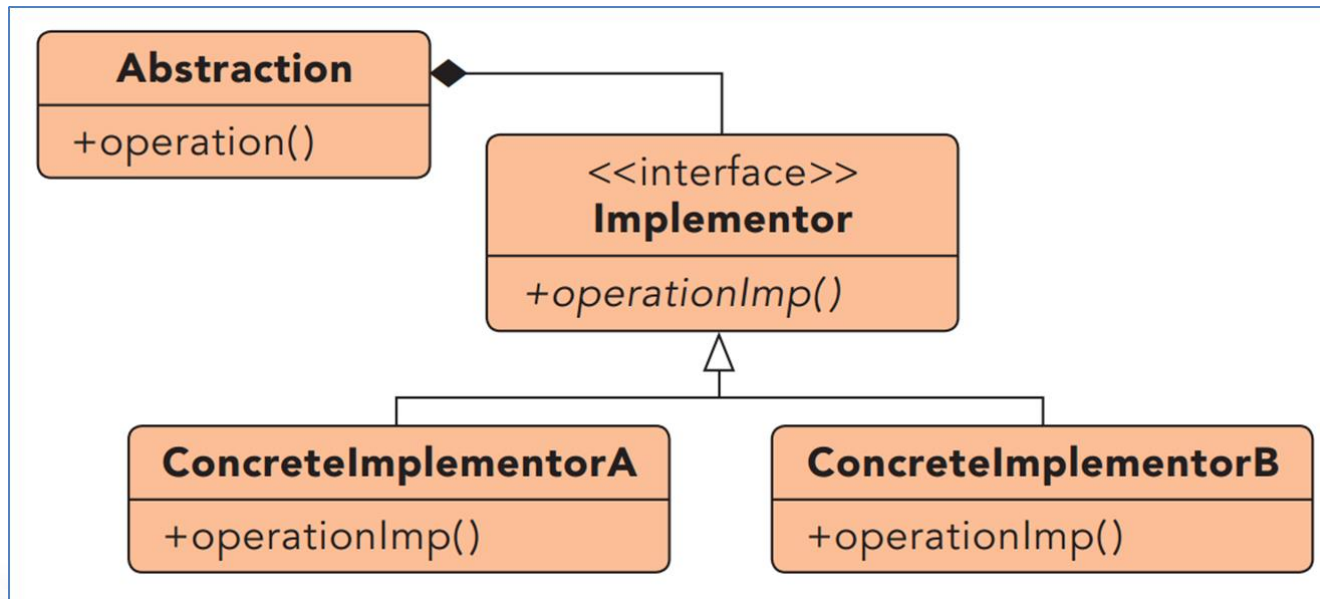 Abstraction
+operation()
<<interface>>
Implementor
+operationImp()
ConcreteImplementorA
+operationImp()
ConcreteImplementorB
+operationImp()